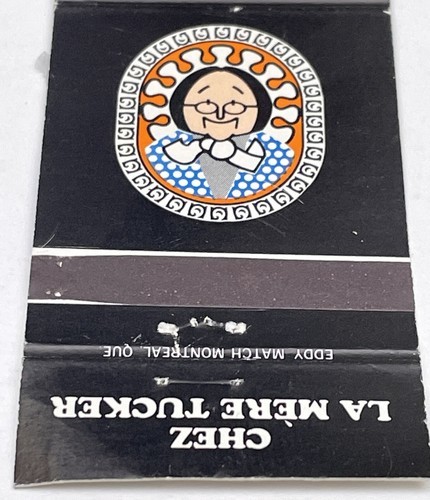 EDDY MATCH MONTREAL, QUE
CHEZ
LA MÈRE TUCKER